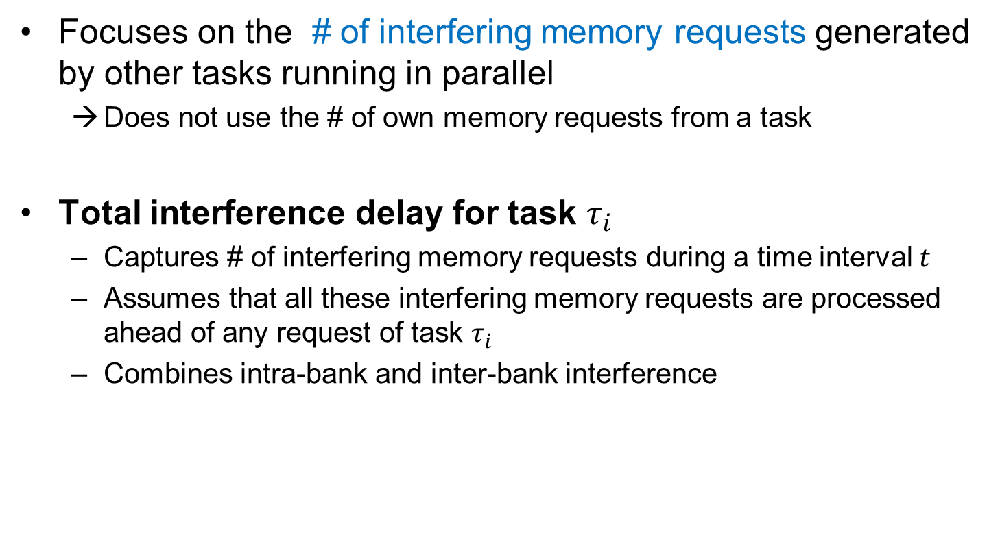 • Focuses on the # of interfering memory requests generated
by other tasks running in parallel
→ Does not use the # of own memory requests from a task
• Total interference delay for task τᵢ
– Captures # of interfering memory requests during a time interval t
– Assumes that all these interfering memory requests are processed
ahead of any request of task τᵢ
– Combines intra-bank and inter-bank interference